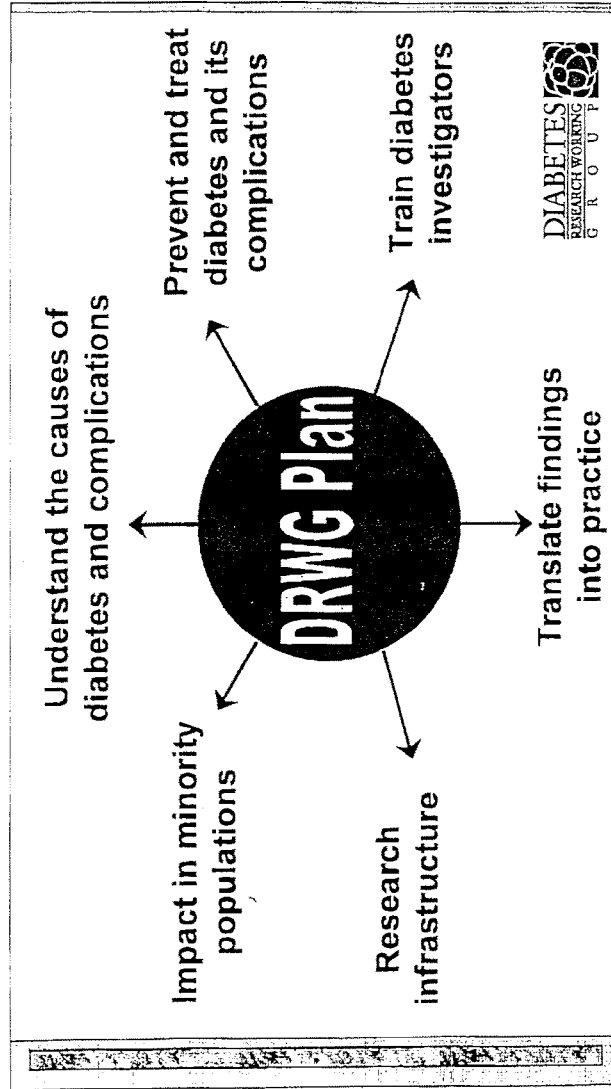 Understand the causes of
diabetes and complications
Prevent and treat
diabetes and its
complications
Train diabetes
investigators
Translate findings
into practice
Research
infrastructure
Impact in minority
populations
DRWG Plan
DIABETES
RESEARCH WORKING
GROUP